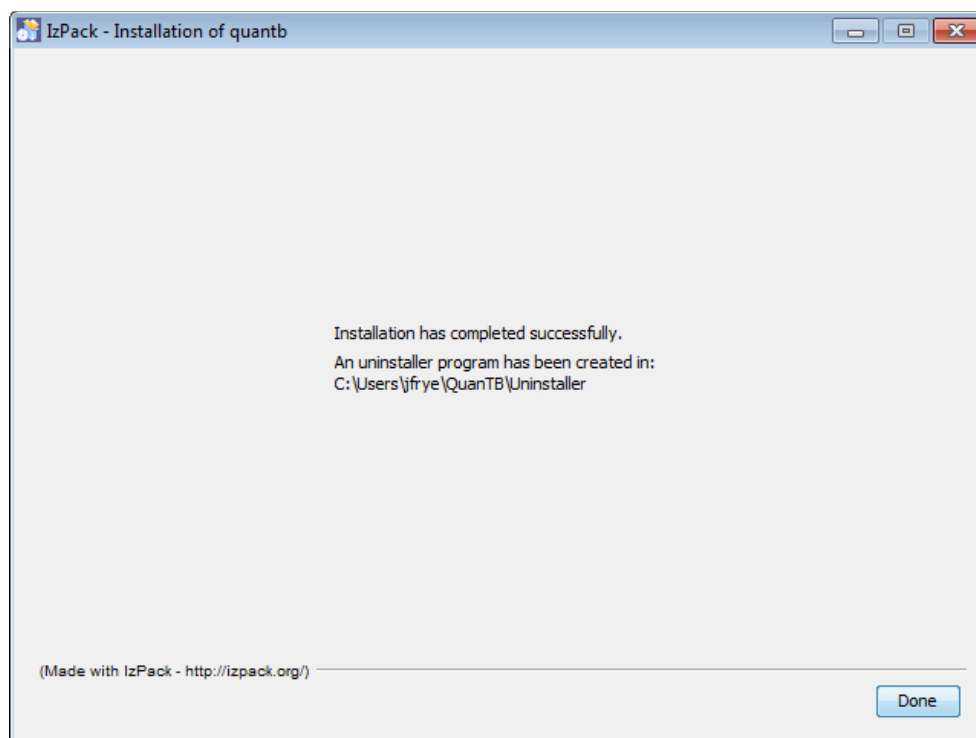 IzPack - Installation of quantb
Installation has completed successfully.
An uninstaller program has been created in:
C:\Users\jfrye\QuanTB\Uninstaller
(Made with IzPack - http://izpack.org/)
Done